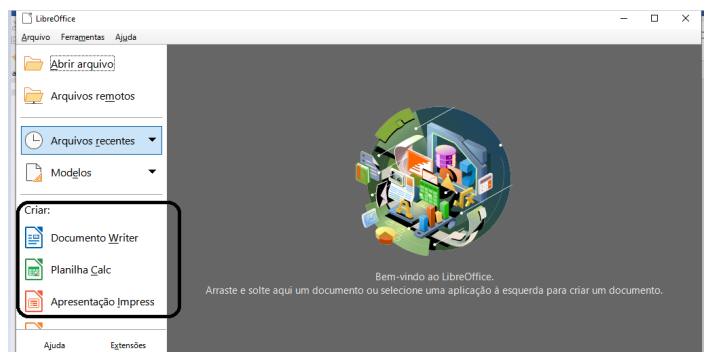 LibreOffice
Arquivo Ferramentas Ajuda
Abrir arquivo
Arquivos remotos
Arquivos recentes
Modelos
Criar:
Documento Writer
Planilha Calc
Apresentação Impress
Ajuda Extensões
Bem-vindo ao LibreOffice.
Arraste e solte aqui um documento ou selecione uma aplicação à esquerda para criar um documento.